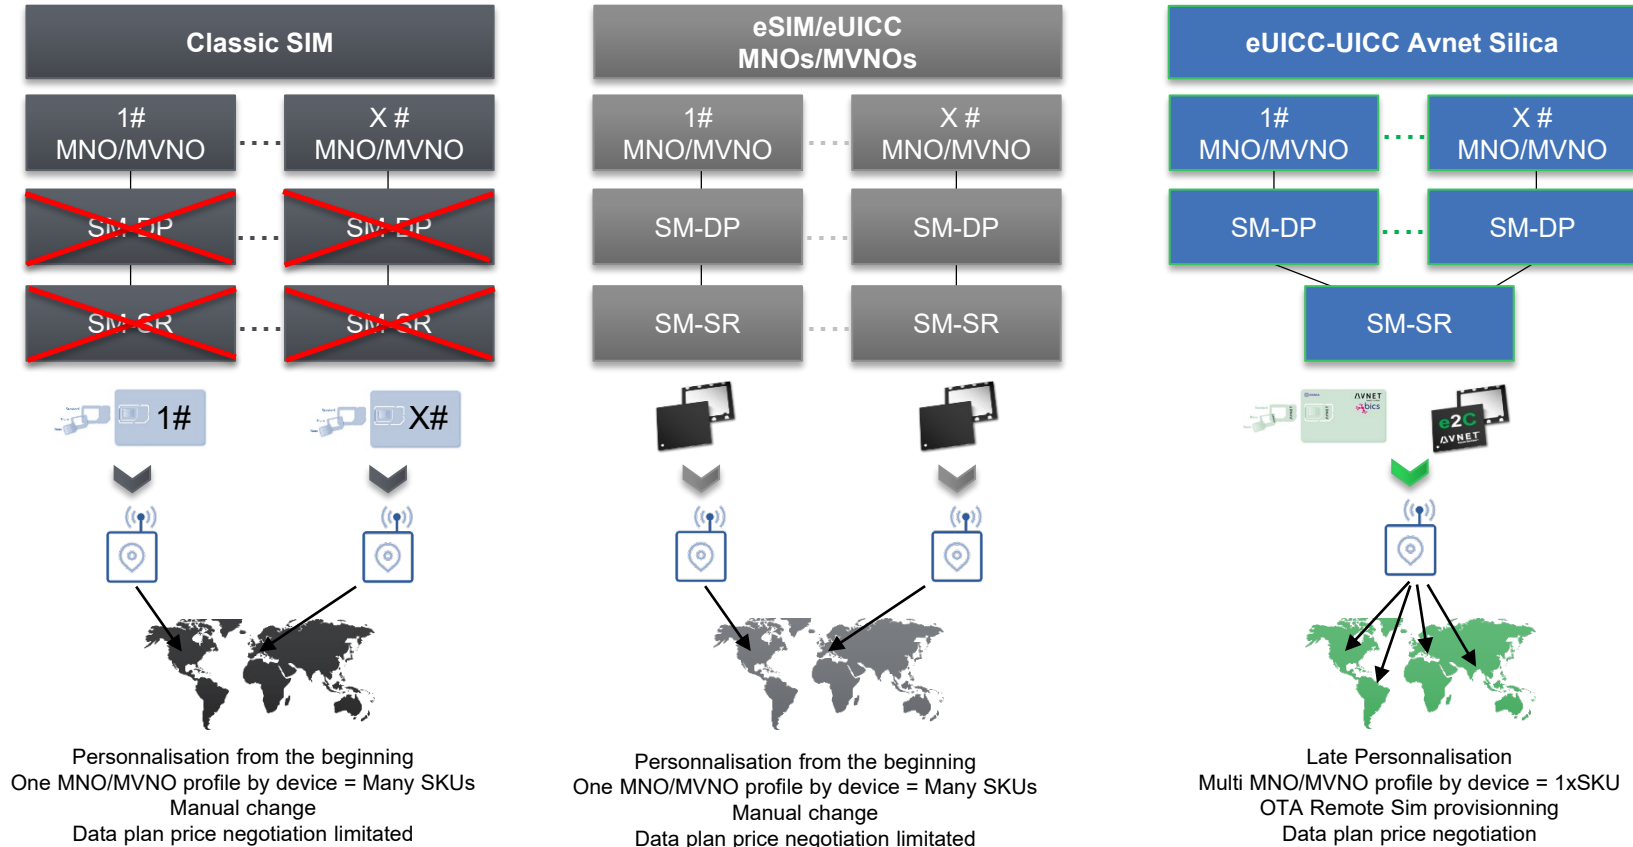 Classic SIM
1#
MNO/MVNO
X #
MNO/MVNO
SM-DP
SM-DP
SM-SR
SM-SR
1#
X#
Personnalisation from the beginning
One MNO/MVNO profile by device = Many SKUs
Manual change
Data plan price negotiation limitated
eSIM/eUICC
MNOs/MVNOs
1#
MNO/MVNO
X #
MNO/MVNO
SM-DP
SM-DP
SM-SR
SM-SR
Personnalisation from the beginning
One MNO/MVNO profile by device = Many SKUs
Manual change
Data plan price negotiation limitated
eUICC-UICC Avnet Silica
1#
MNO/MVNO
X #
MNO/MVNO
SM-DP
SM-DP
SM-SR
AVNET
bics
e2C
AVNET
Late Personnalisation
Multi MNO/MVNO profile by device = 1xSKU
OTA Remote Sim provisionning
Data plan price negotiation